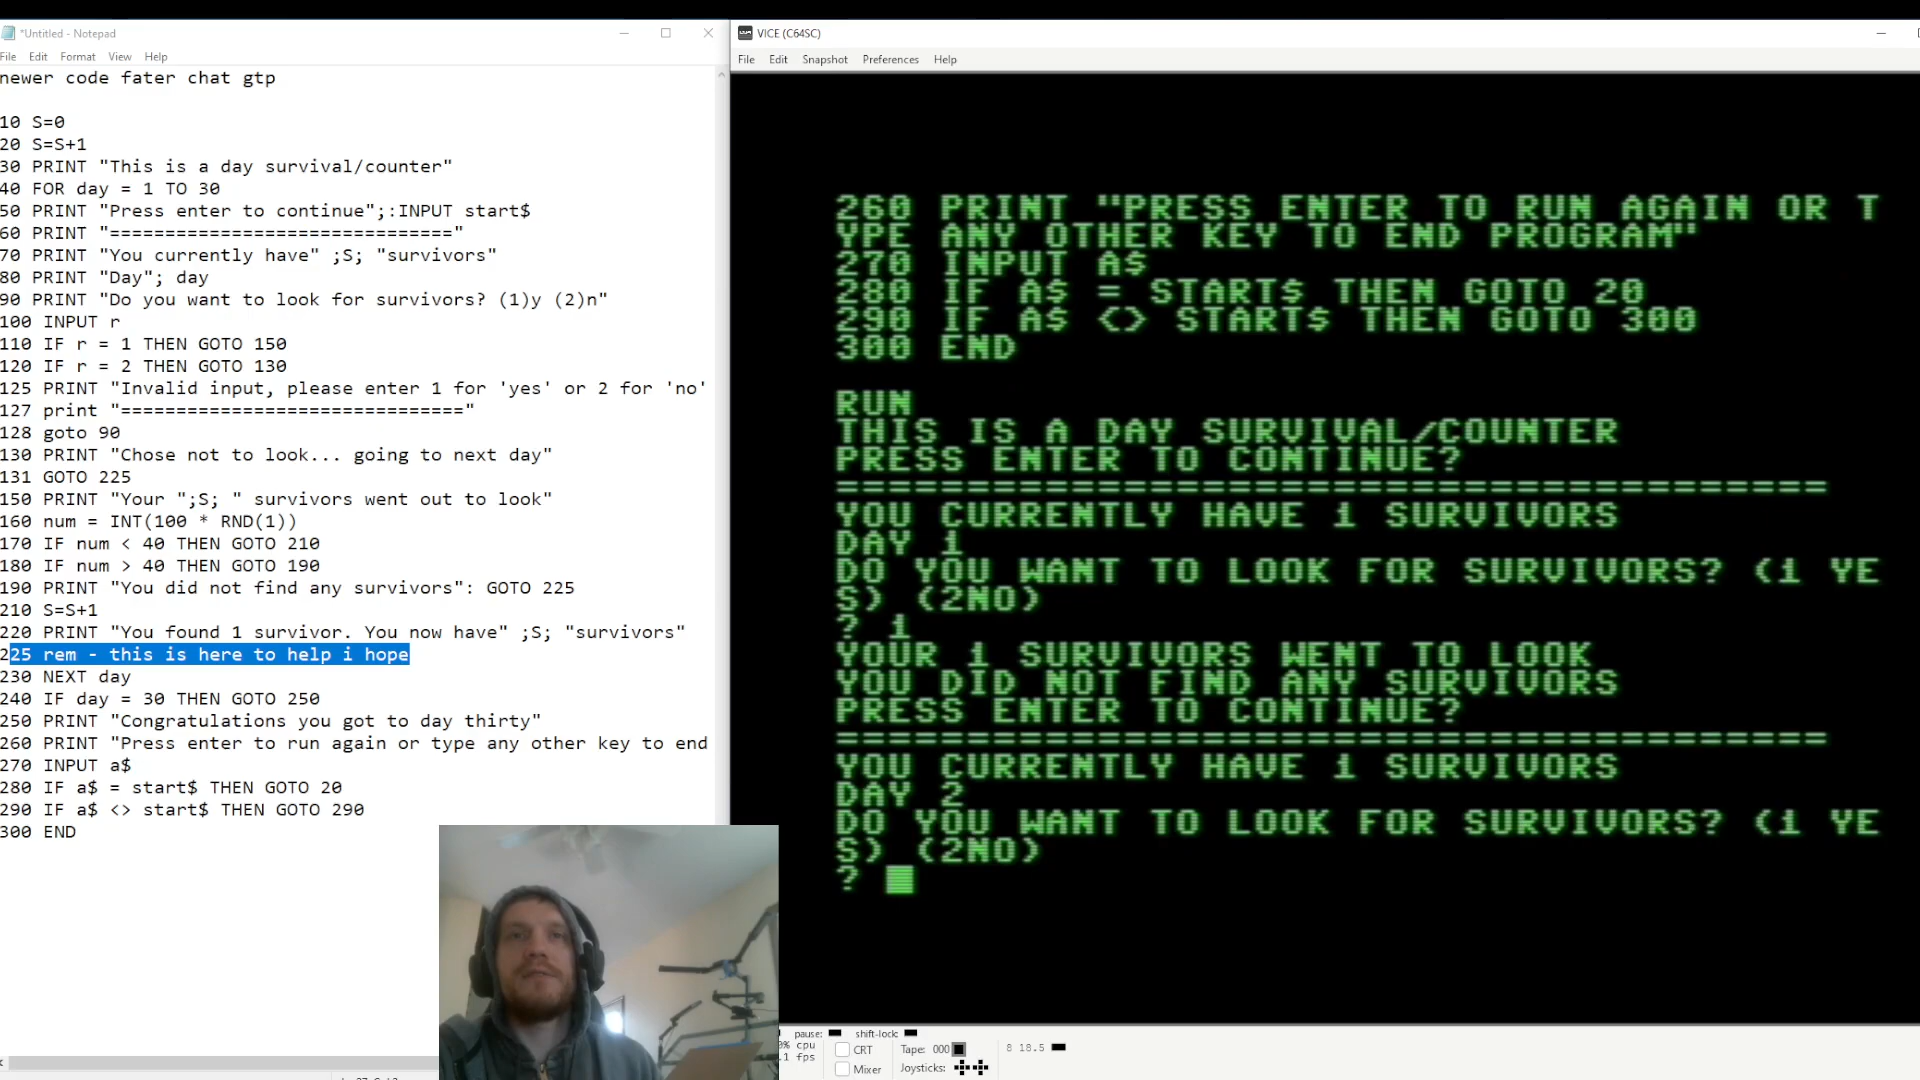 *Untitled - Notepad
File Edit Format View Help
newer code fater chat gtp
10 S=0
20 S=S+1
30 PRINT "This is a day survival/counter"
40 FOR day = 1 TO 30
50 PRINT "Press enter to continue";:INPUT start$
60 PRINT "==============================="
70 PRINT "You currently have" ;S; "survivors"
80 PRINT "Day"; day
90 PRINT "Do you want to look for survivors? (1)y (2)n"
100 INPUT r
110 IF r = 1 THEN GOTO 150
120 IF r = 2 THEN GOTO 130
125 PRINT "Invalid input, please enter 1 for 'yes' or 2 for 'no'
127 print "==============================="
128 goto 90
130 PRINT "Chose not to look... going to next day"
131 GOTO 225
150 PRINT "Your ";S; " survivors went out to look"
160 num = INT(100 * RND(1))
170 IF num < 40 THEN GOTO 210
180 IF num > 40 THEN GOTO 190
190 PRINT "You did not find any survivors": GOTO 225
210 S=S+1
220 PRINT "You found 1 survivor. You now have" ;S; "survivors"
225 rem - this is here to help i hope
230 NEXT day
240 IF day = 30 THEN GOTO 250
250 PRINT "Congratulations you got to day thirty"
260 PRINT "Press enter to run again or type any other key to end
270 INPUT a$
280 IF a$ = start$ THEN GOTO 20
290 IF a$ <> start$ THEN GOTO 290
300 END
VICE (C64SC)
File Edit Snapshot Preferences Help
260 PRINT "PRESS ENTER TO RUN AGAIN OR T
YPE ANY OTHER KEY TO END PROGRAM"
270 INPUT A$
280 IF A$ = START$ THEN GOTO 20
290 IF A$ <> START$ THEN GOTO 300
300 END
RUN
THIS IS A DAY SURVIVAL/COUNTER
PRESS ENTER TO CONTINUE?
======================================
YOU CURRENTLY HAVE 1 SURVIVORS
DAY 1
DO YOU WANT TO LOOK FOR SURVIVORS? (1 YE
S) (2NO)
? 1
YOUR 1 SURVIVORS WENT TO LOOK
YOU DID NOT FIND ANY SURVIVORS
PRESS ENTER TO CONTINUE?
======================================
YOU CURRENTLY HAVE 1 SURVIVORS
DAY 2
DO YOU WANT TO LOOK FOR SURVIVORS? (1 YE
S) (2NO)
?
pause: shift-lock:
% cpu
.1 fps
CRT
Mixer
Tape: 000
Joysticks:
8 18.5